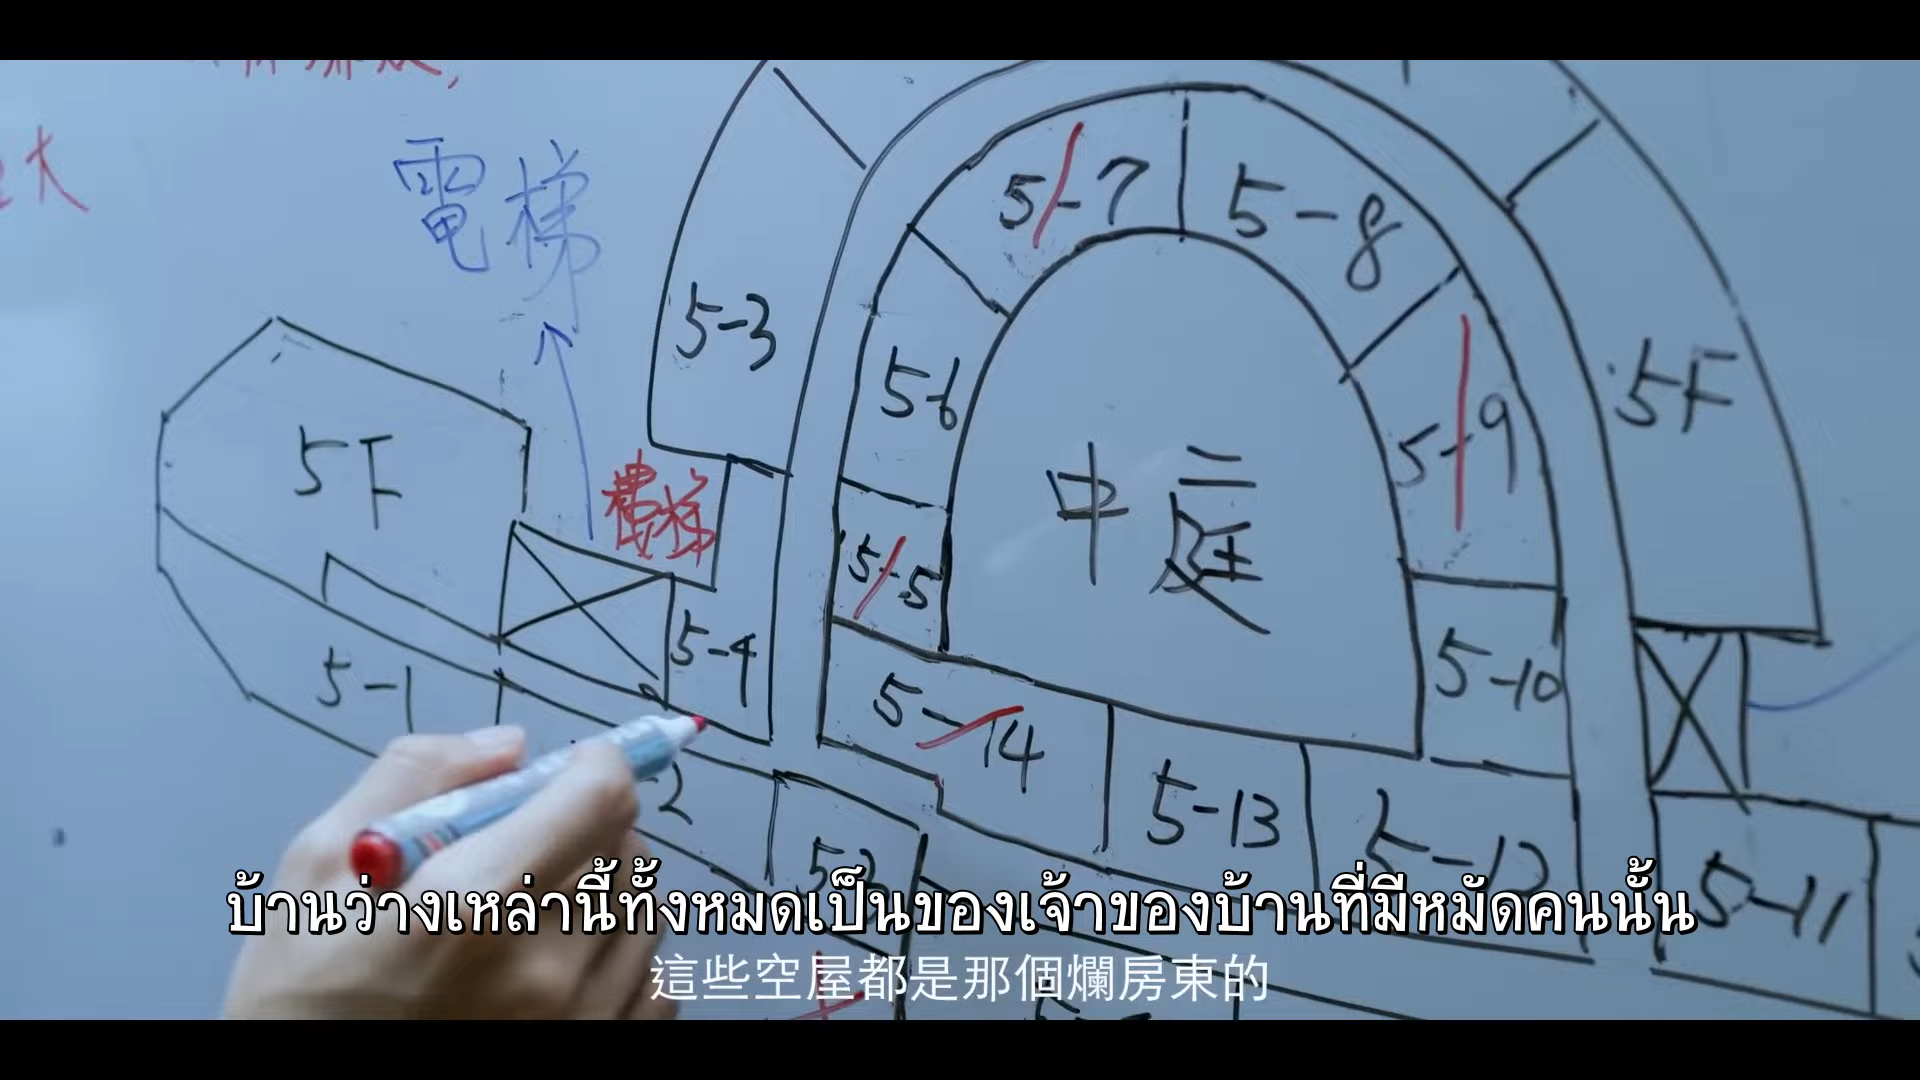 電梯
5-7
5-8
5-3
5-6
5F
5-9
5F
樓梯
中庭
5-5
5-4
5-10
5-1
5-14
-2
5-13
5-12
5-11
บ้านว่างเหล่านี้ทั้งหมดเป็นของเจ้าของบ้านที่มีหมัดคนนั้น
這些空屋都是那個爛房東的